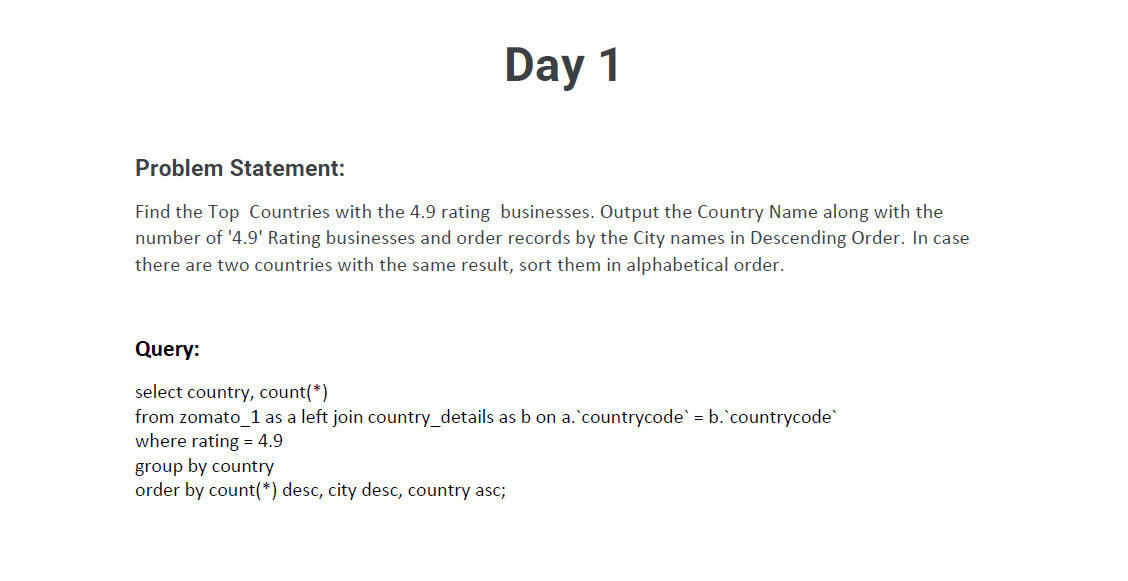 Day 1
Problem Statement:
Find the Top  Countries with the 4.9 rating  businesses. Output the Country Name along with the
number of '4.9' Rating businesses and order records by the City names in Descending Order. In case
there are two countries with the same result, sort them in alphabetical order.
Query:
select country, count(*)
from zomato_1 as a left join country_details as b on a.`countrycode` = b.`countrycode`
where rating = 4.9
group by country
order by count(*) desc, city desc, country asc;